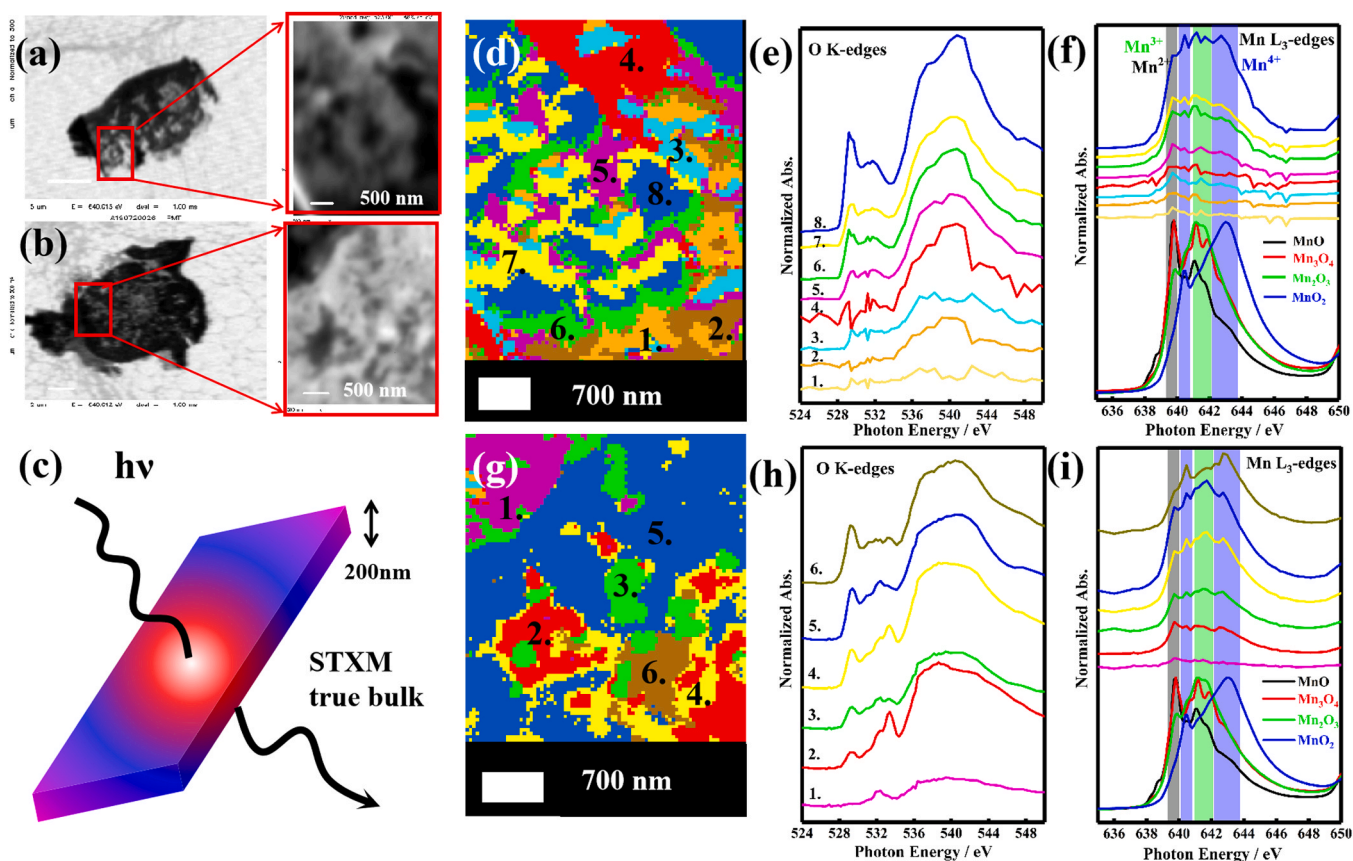 (a)
500 nm
5 um E = 640.613 eV dwell = 1.00 ms
(b)
500 nm
E = 640.012 eV dwell = 1.00 ms
(c)
hν
200nm
STXM
true bulk
(d)
4.
3.
5.
8.
7.
6.
1.
2.
700 nm
(e)
O K-edges
Normalized Abs.
8.
7.
6.
5.
4.
3.
2.
1.
524 528 532 536 540 544 548
Photon Energy / eV
(f)
Mn³⁺
Mn L₃-edges
Mn²⁺
Mn⁴⁺
Normalized Abs.
MnO
Mn₃O₄
Mn₂O₃
MnO₂
636 638 640 642 644 646 648 650
Photon Energy / eV
(g)
1.
5.
3.
2.
6.
4.
700 nm
(h)
O K-edges
Normalized Abs.
6.
5.
4.
3.
2.
1.
524 528 532 536 540 544 548
Photon Energy / eV
(i)
Mn L₃-edges
Normalized Abs.
MnO
Mn₃O₄
Mn₂O₃
MnO₂
636 638 640 642 644 646 648 650
Photon Energy / eV